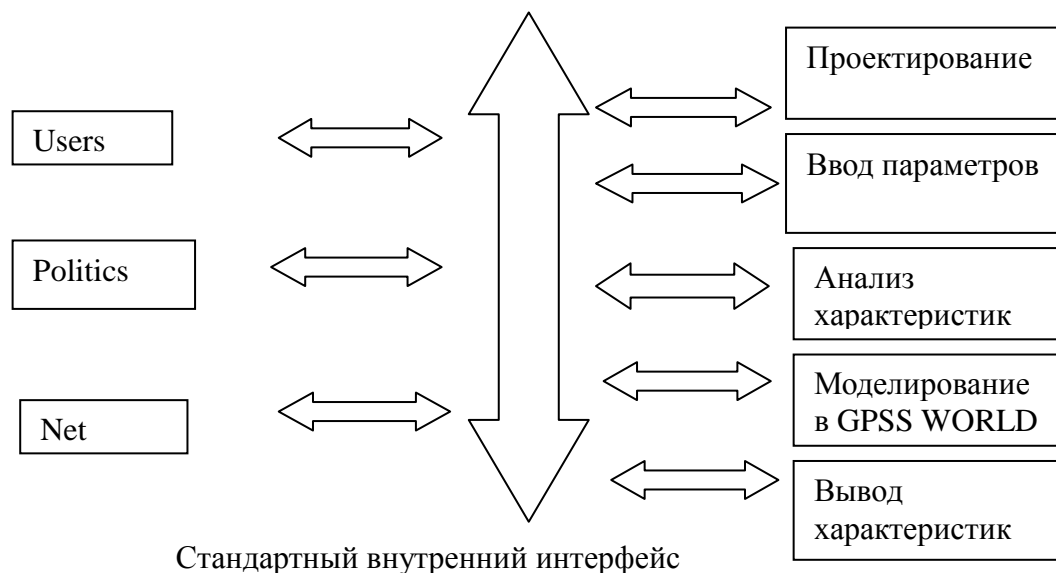 Users
Politics
Net
Проектирование
Ввод параметров
Анализ
характеристик
Моделирование
в GPSS WORLD
Вывод
характеристик
Стандартный внутренний интерфейс